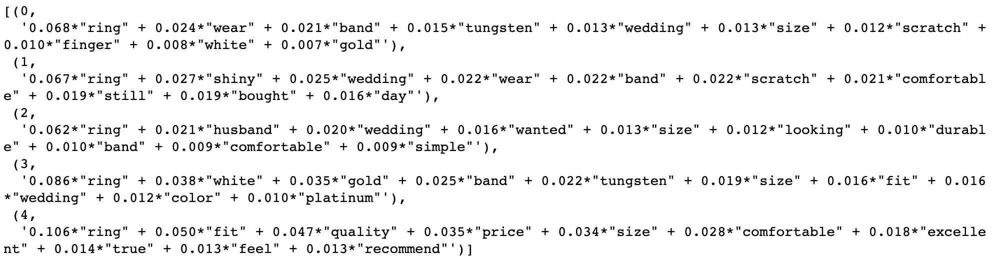 [(0,
'0.068*"ring" + 0.024*"wear" + 0.021*"band" + 0.015*"tungsten" + 0.013*"wedding" + 0.013*"size" + 0.012*"scratch" +
0.010*"finger" + 0.008*"white" + 0.007*"gold"'),
(1,
'0.067*"ring" + 0.027*"shiny" + 0.025*"wedding" + 0.022*"wear" + 0.022*"band" + 0.022*"scratch" + 0.021*"comfortabl
e" + 0.019*"still" + 0.019*"bought" + 0.016*"day"'),
(2,
'0.062*"ring" + 0.021*"husband" + 0.020*"wedding" + 0.016*"wanted" + 0.013*"size" + 0.012*"looking" + 0.010*"durabl
e" + 0.010*"band" + 0.009*"comfortable" + 0.009*"simple"'),
(3,
'0.086*"ring" + 0.038*"white" + 0.035*"gold" + 0.025*"band" + 0.022*"tungsten" + 0.019*"size" + 0.016*"fit" + 0.016
*"wedding" + 0.012*"color" + 0.010*"platinum"'),
(4,
'0.106*"ring" + 0.050*"fit" + 0.047*"quality" + 0.035*"price" + 0.034*"size" + 0.028*"comfortable" + 0.018*"excelle
nt" + 0.014*"true" + 0.013*"feel" + 0.013*"recommend"')]